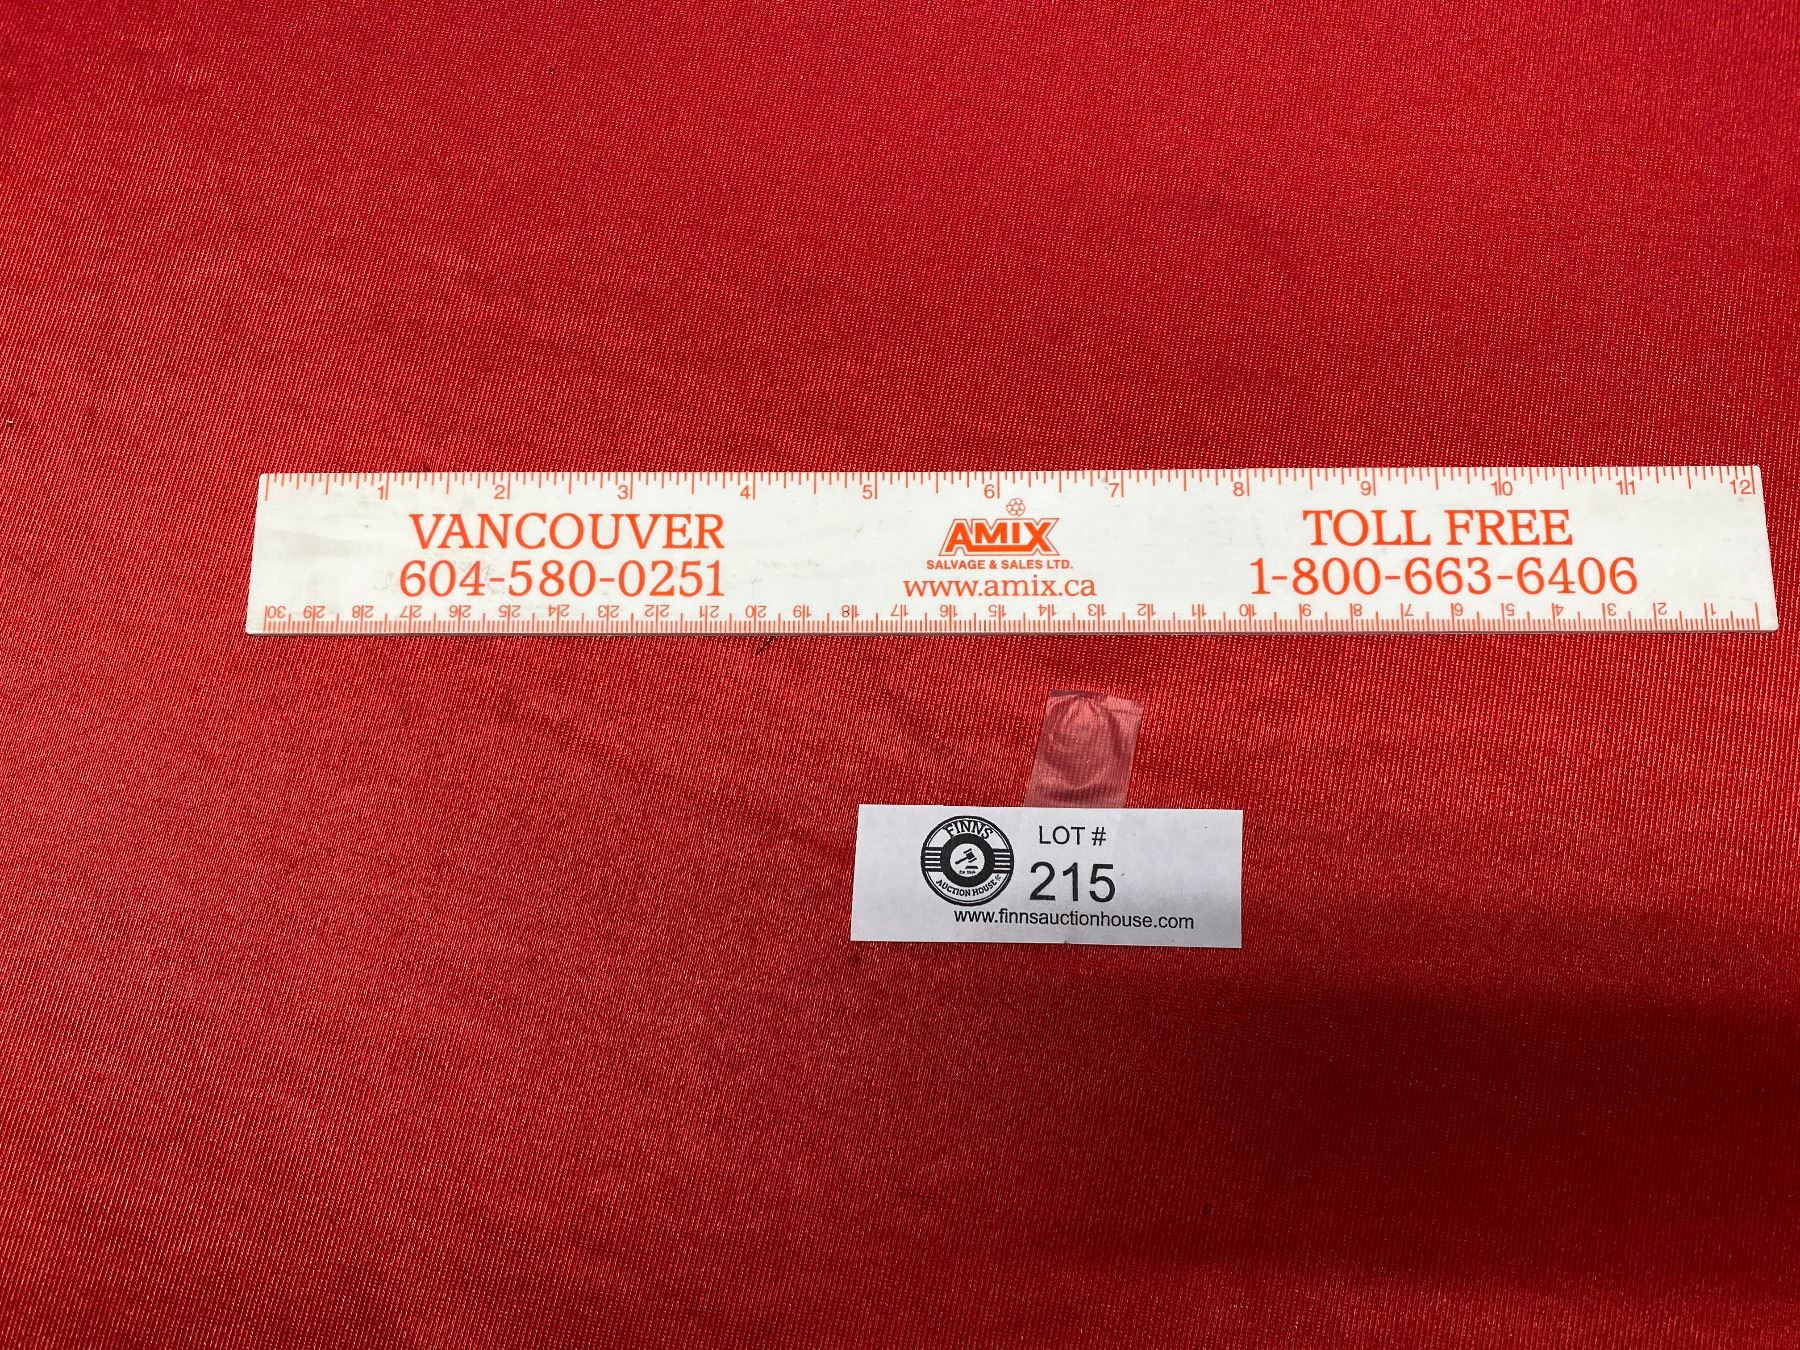 1 2 3 4 5 6 7 8 9 10 11 12
VANCOUVER
604-580-0251
AMIX
SALVAGE & SALES LTD.
www.amix.ca
TOLL FREE
1-800-663-6406
30 29 28 27 26 25 24 23 22 21 20 19 18 17 16 15 14 13 12 11 10 9 8 7 6 5 4 3 2 1
FINNS
AUCTION HOUSE
LOT #
215
www.finnsauctionhouse.com